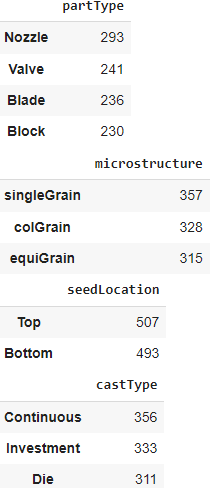 partType
Nozzle 293
Valve 241
Blade 236
Block 230
microstructure
singleGrain 357
colGrain 328
equiGrain 315
seedLocation
Top 507
Bottom 493
castType
Continuous 356
Investment 333
Die 311